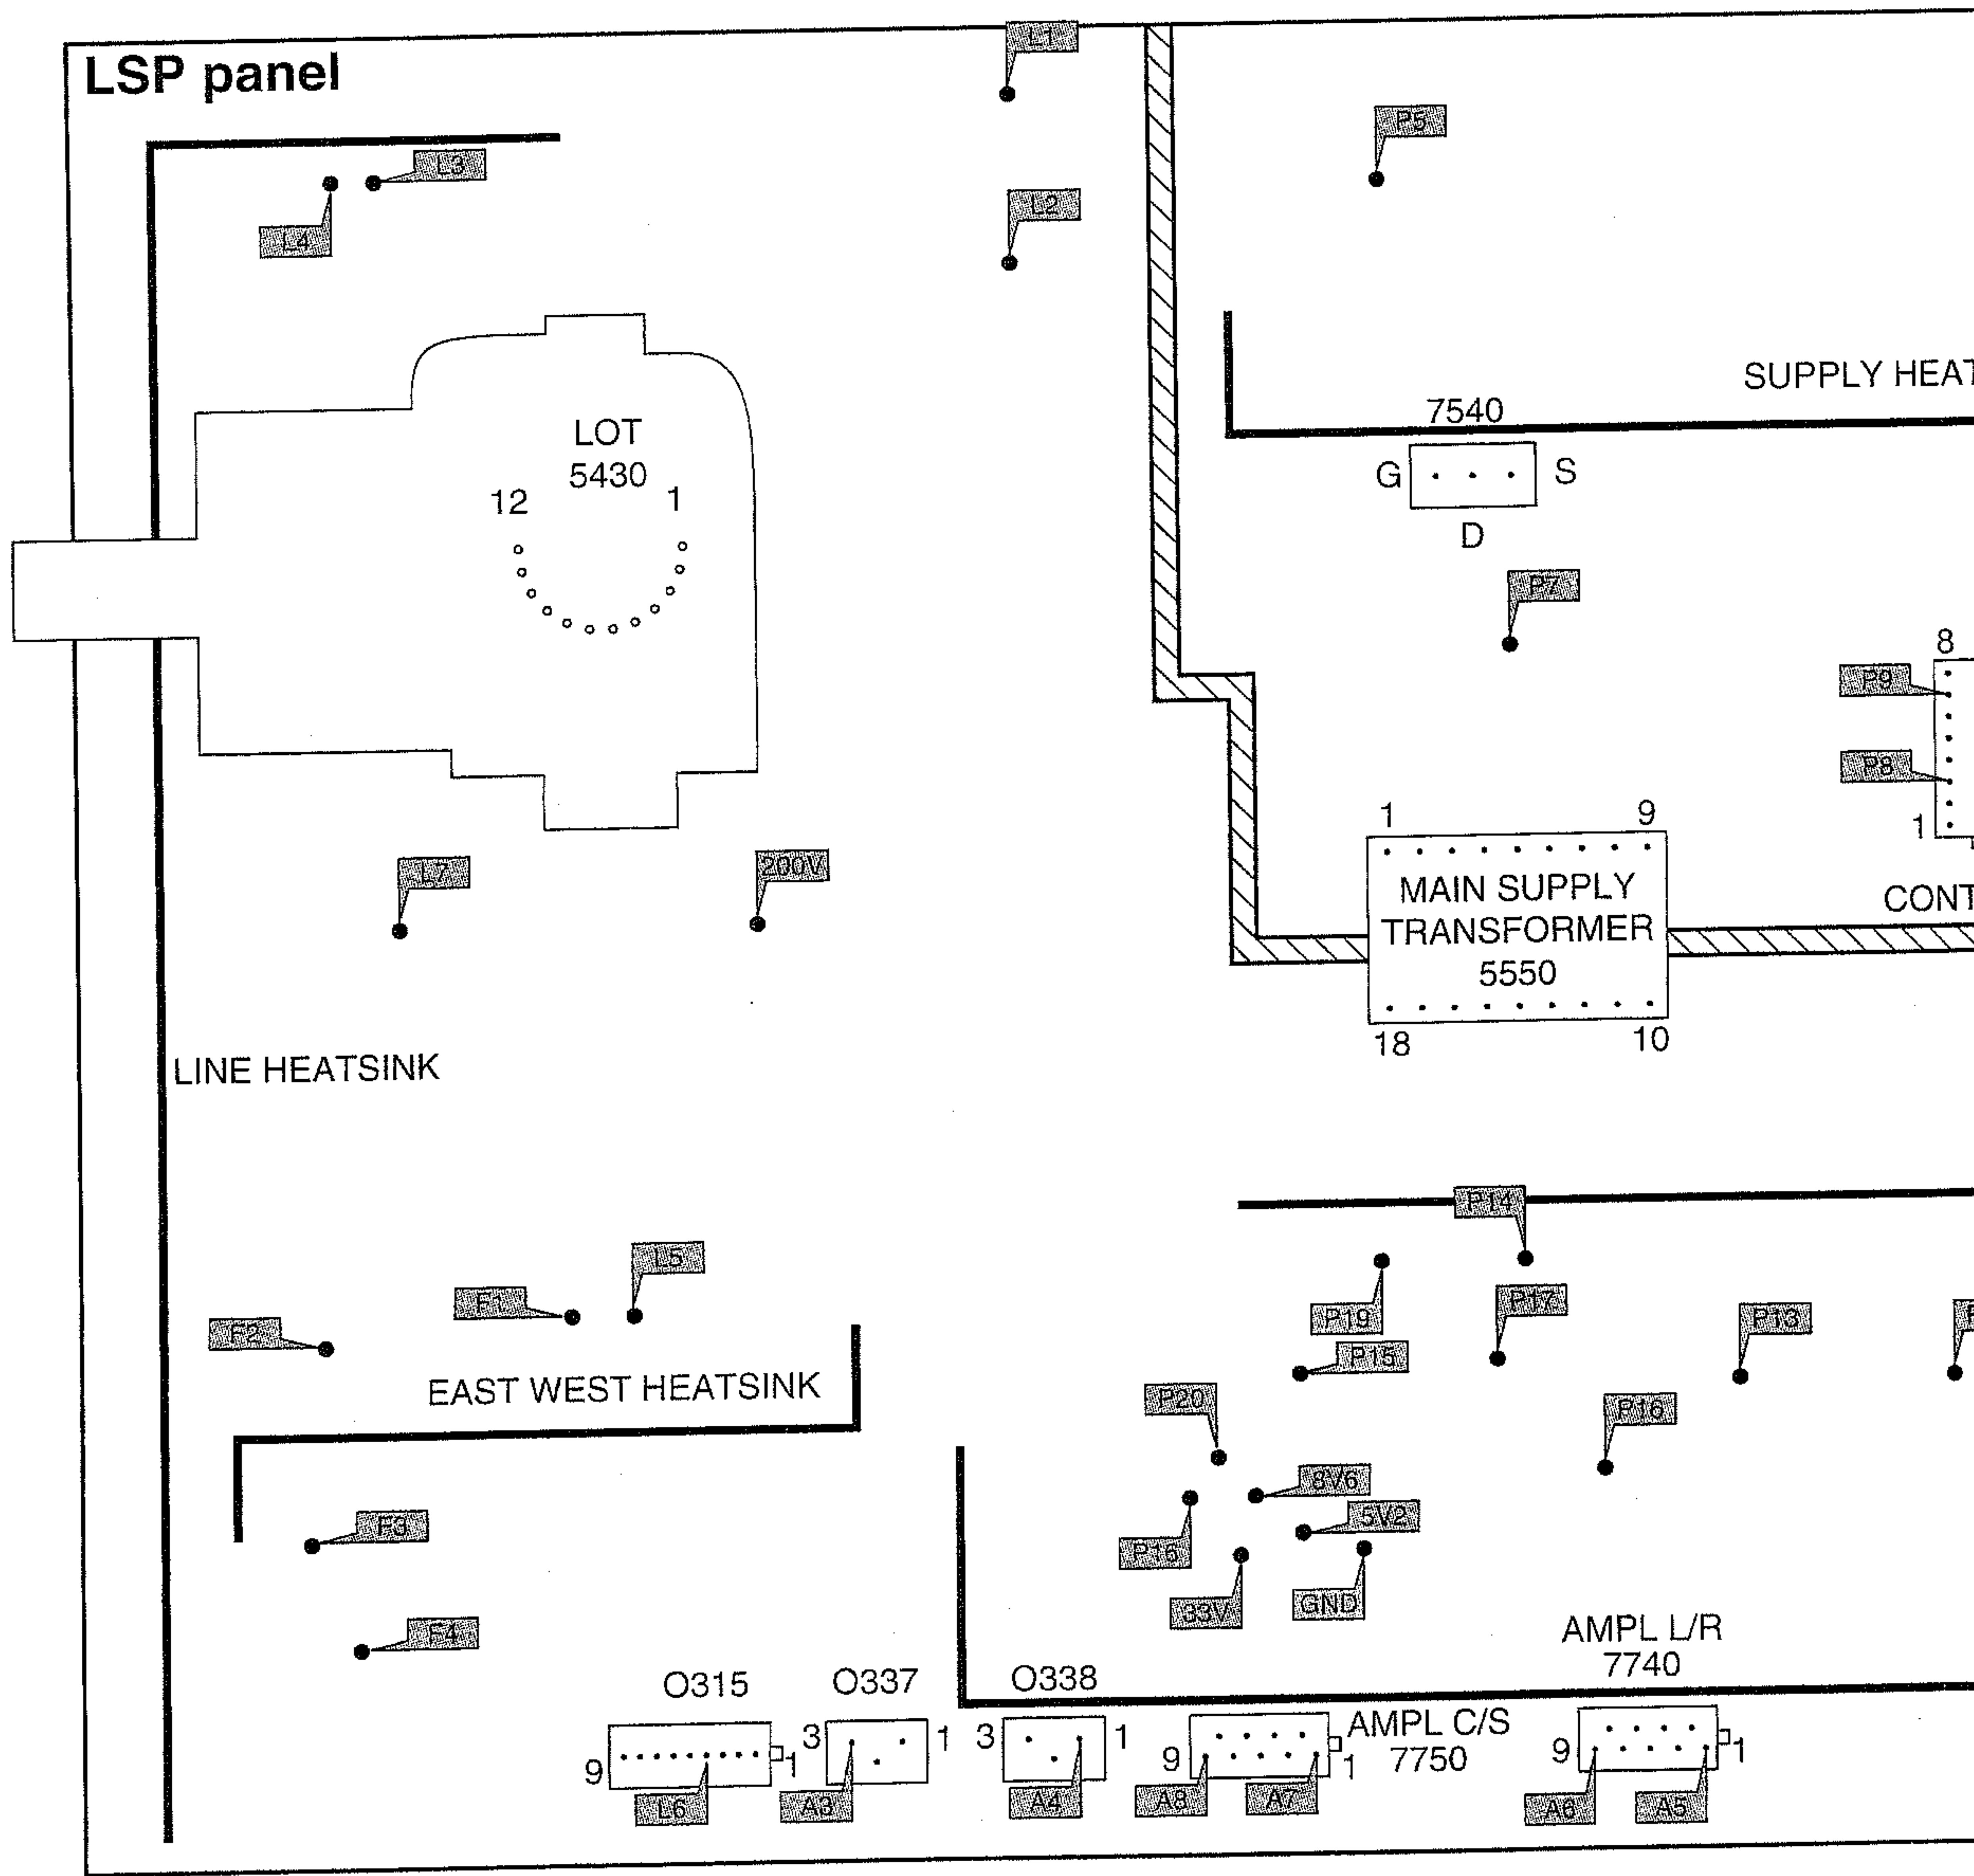 LSP panel
L1
P5
L3
L2
L4
SUPPLY HEAT
7540
LOT
5430
G
S
12
1
D
P7
8
P9
P8
1
1
9
L7
200V
MAIN SUPPLY
TRANSFORMER
5550
CONT
18
10
LINE HEATSINK
P14
L5
F1
P17
P19
P13
F2
P15
EAST WEST HEATSINK
P20
P16
8V6
5V2
F3
P16
33V
GND
F4
AMPL L/R
7740
O315
O337
O338
9
1
3
1
3
1
9
1
AMPL C/S
7750
9
1
L6
A3
A4
A8
A7
A6
A5